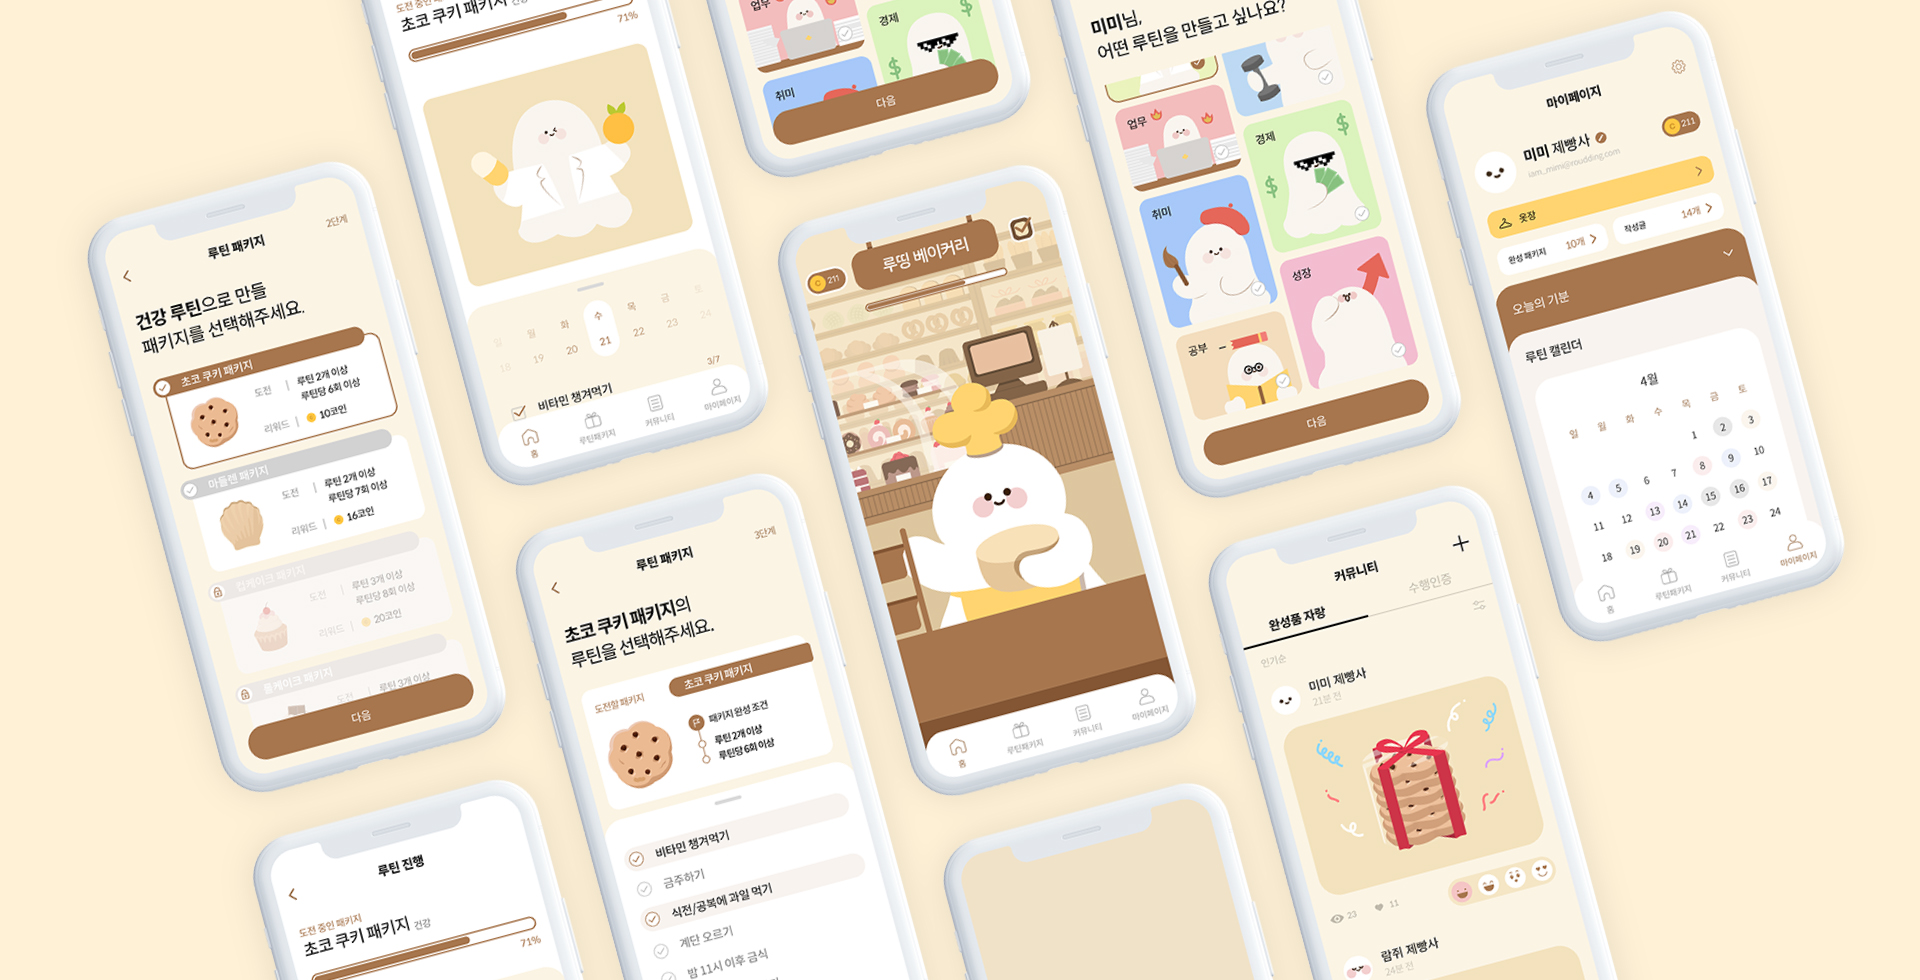 루틴 패키지
2단계
건강 루틴으로 만들
패키지를 선택해주세요.
초코 쿠키 패키지
도전
루틴 2개 이상
루틴당 6회 이상
리워드
10코인
마들렌 패키지
도전
루틴 2개 이상
루틴당 7회 이상
리워드
16코인
컵케이크 패키지
도전
루틴 3개 이상
루틴당 8회 이상
리워드
20코인
홀케이크 패키지
도전
루틴 3개 이상
다음
도전 중인 패키지
초코 쿠키 패키지 건강
71%
일 월 화 수 목 금 토
18 19 20 21 22 23 24
3/7
비타민 챙겨먹기
홈
루틴패키지
커뮤니티
마이페이지
루틴 진행
도전 중인 패키지
초코 쿠키 패키지 건강
71%
루틴 패키지
3단계
초코 쿠키 패키지의
루틴을 선택해주세요.
도전할 패키지
초코 쿠키 패키지
패키지 완성 조건
루틴 2개 이상
루틴당 6회 이상
비타민 챙겨먹기
금주하기
식전/공복에 과일 먹기
계단 오르기
밤 11시 이후 금식
업무
경제
취미
다음
211
루띵 베이커리
홈
루틴패키지
커뮤니티
마이페이지
미미님,
어떤 루틴을 만들고 싶나요?
업무
경제
취미
성장
공부
다음
커뮤니티
완성품 자랑
수행인증
인기순
미미 제빵사
21분 전
23
11
람쥐 제빵사
24분 전
마이페이지
미미 제빵사
iam_mimi@roudding.com
211
옷장
완성 패키지
10개
작성글
14개
오늘의 기분
루틴 캘린더
4월
일 월 화 수 목 금 토
1 2 3
4 5 6 7 8 9 10
11 12 13 14 15 16 17
18 19 20 21 22 23 24
홈
루틴패키지
커뮤니티
마이페이지